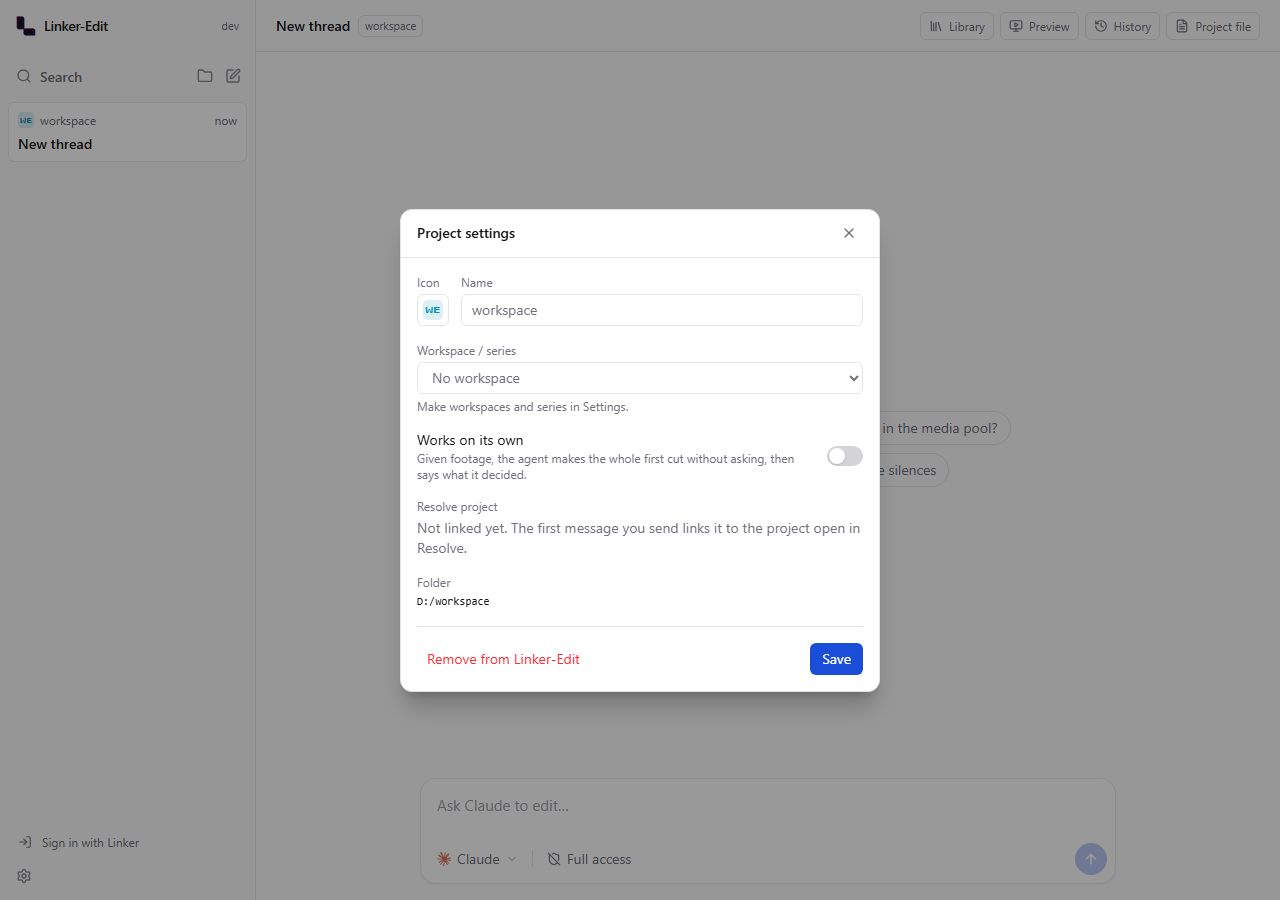 Linker-Edit
dev
New thread
workspace
Library
Preview
History
Project file
Search
WE workspace
now
New thread
Project settings
Icon
Name
WE
workspace
Workspace / series
No workspace
Make workspaces and series in Settings.
in the media pool?
Works on its own
Given footage, the agent makes the whole first cut without asking, then
says what it decided.
silences
Resolve project
Not linked yet. The first message you send links it to the project open in
Resolve.
Folder
D:/workspace
Remove from Linker-Edit
Save
Ask Claude to edit...
Sign in with Linker
Claude
Full access